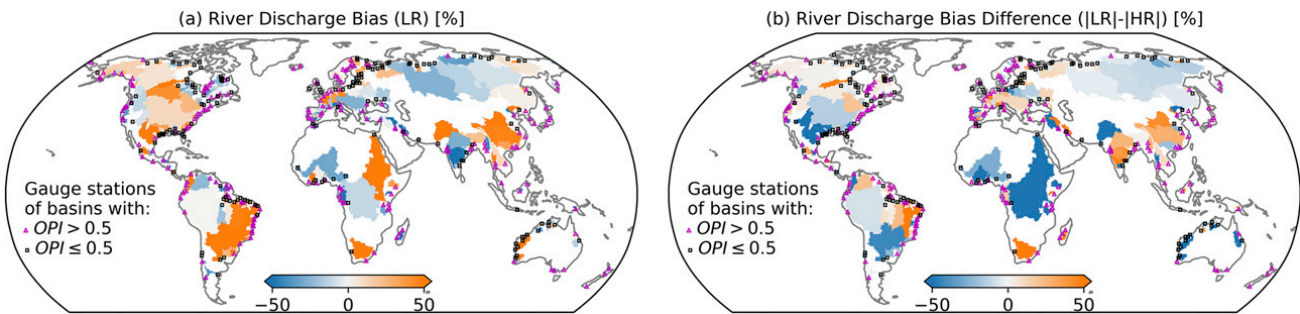 (a) River Discharge Bias (LR) [%]
Gauge stations
of basins with:
OPI > 0.5
OPI ≤ 0.5
−50 0 50
(b) River Discharge Bias Difference (|LR|-|HR|) [%]
Gauge stations
of basins with:
OPI > 0.5
OPI ≤ 0.5
−50 0 50